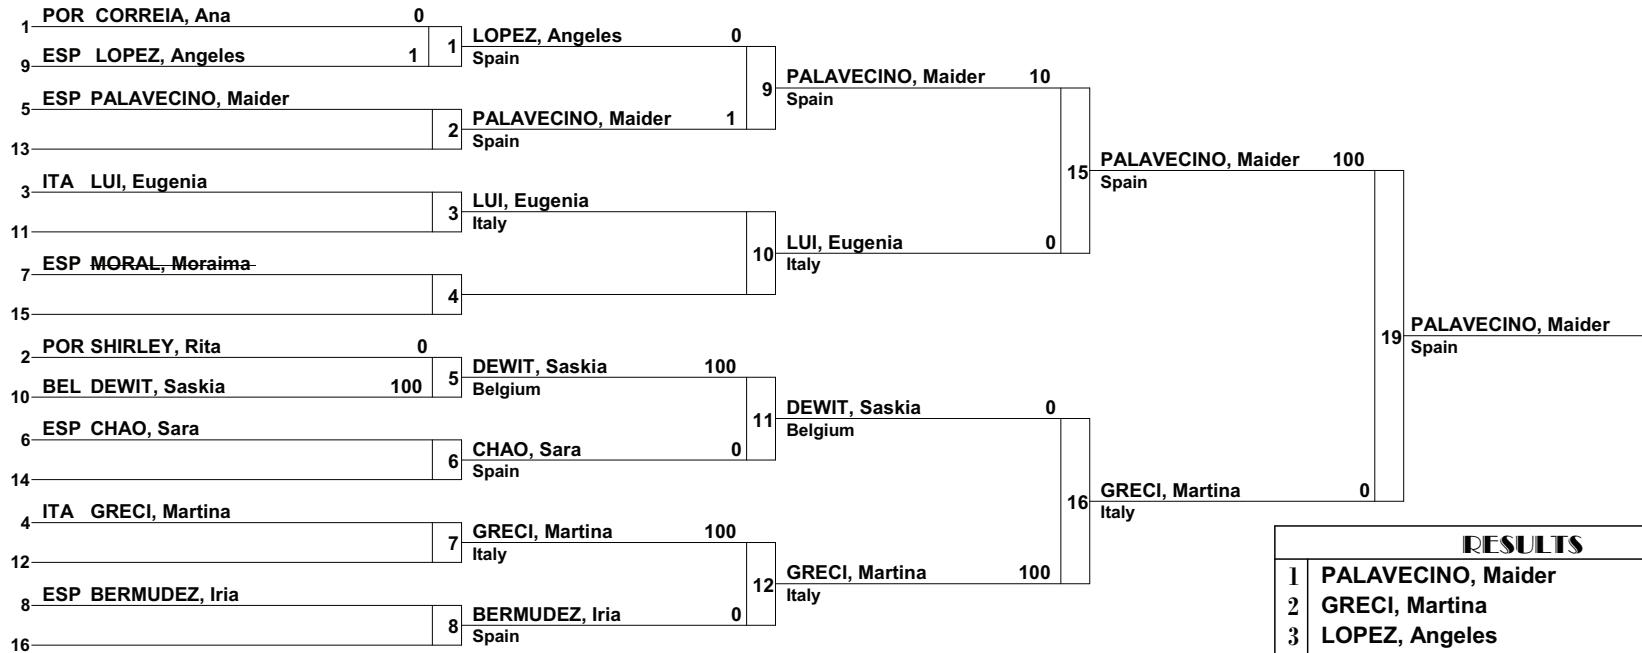 1 POR CORREIA, Ana 0
9 ESP LOPEZ, Angeles 1
1
5 ESP PALAVECINO, Maider
13
2
3 ITA LUI, Eugenia
11
3
7 ESP MORAL, Moraima
15
4
2 POR SHIRLEY, Rita 0
10 BEL DEWIT, Saskia 100
5
6 ESP CHAO, Sara
14
6
4 ITA GRECI, Martina
12
7
8 ESP BERMUDEZ, Iria
16
8
LOPEZ, Angeles 0
Spain
PALAVECINO, Maider 1
Spain
9
LUI, Eugenia
Italy
10
DEWIT, Saskia 100
Belgium
CHAO, Sara 0
Spain
11
GRECI, Martina 100
Italy
BERMUDEZ, Iria 0
Spain
12
PALAVECINO, Maider 10
Spain
LUI, Eugenia 0
Italy
15
DEWIT, Saskia 0
Belgium
GRECI, Martina 100
Italy
16
PALAVECINO, Maider 100
Spain
GRECI, Martina 0
Italy
19
PALAVECINO, Maider
Spain
RESULTS
1 PALAVECINO, Maider
2 GRECI, Martina
3 LOPEZ, Angeles